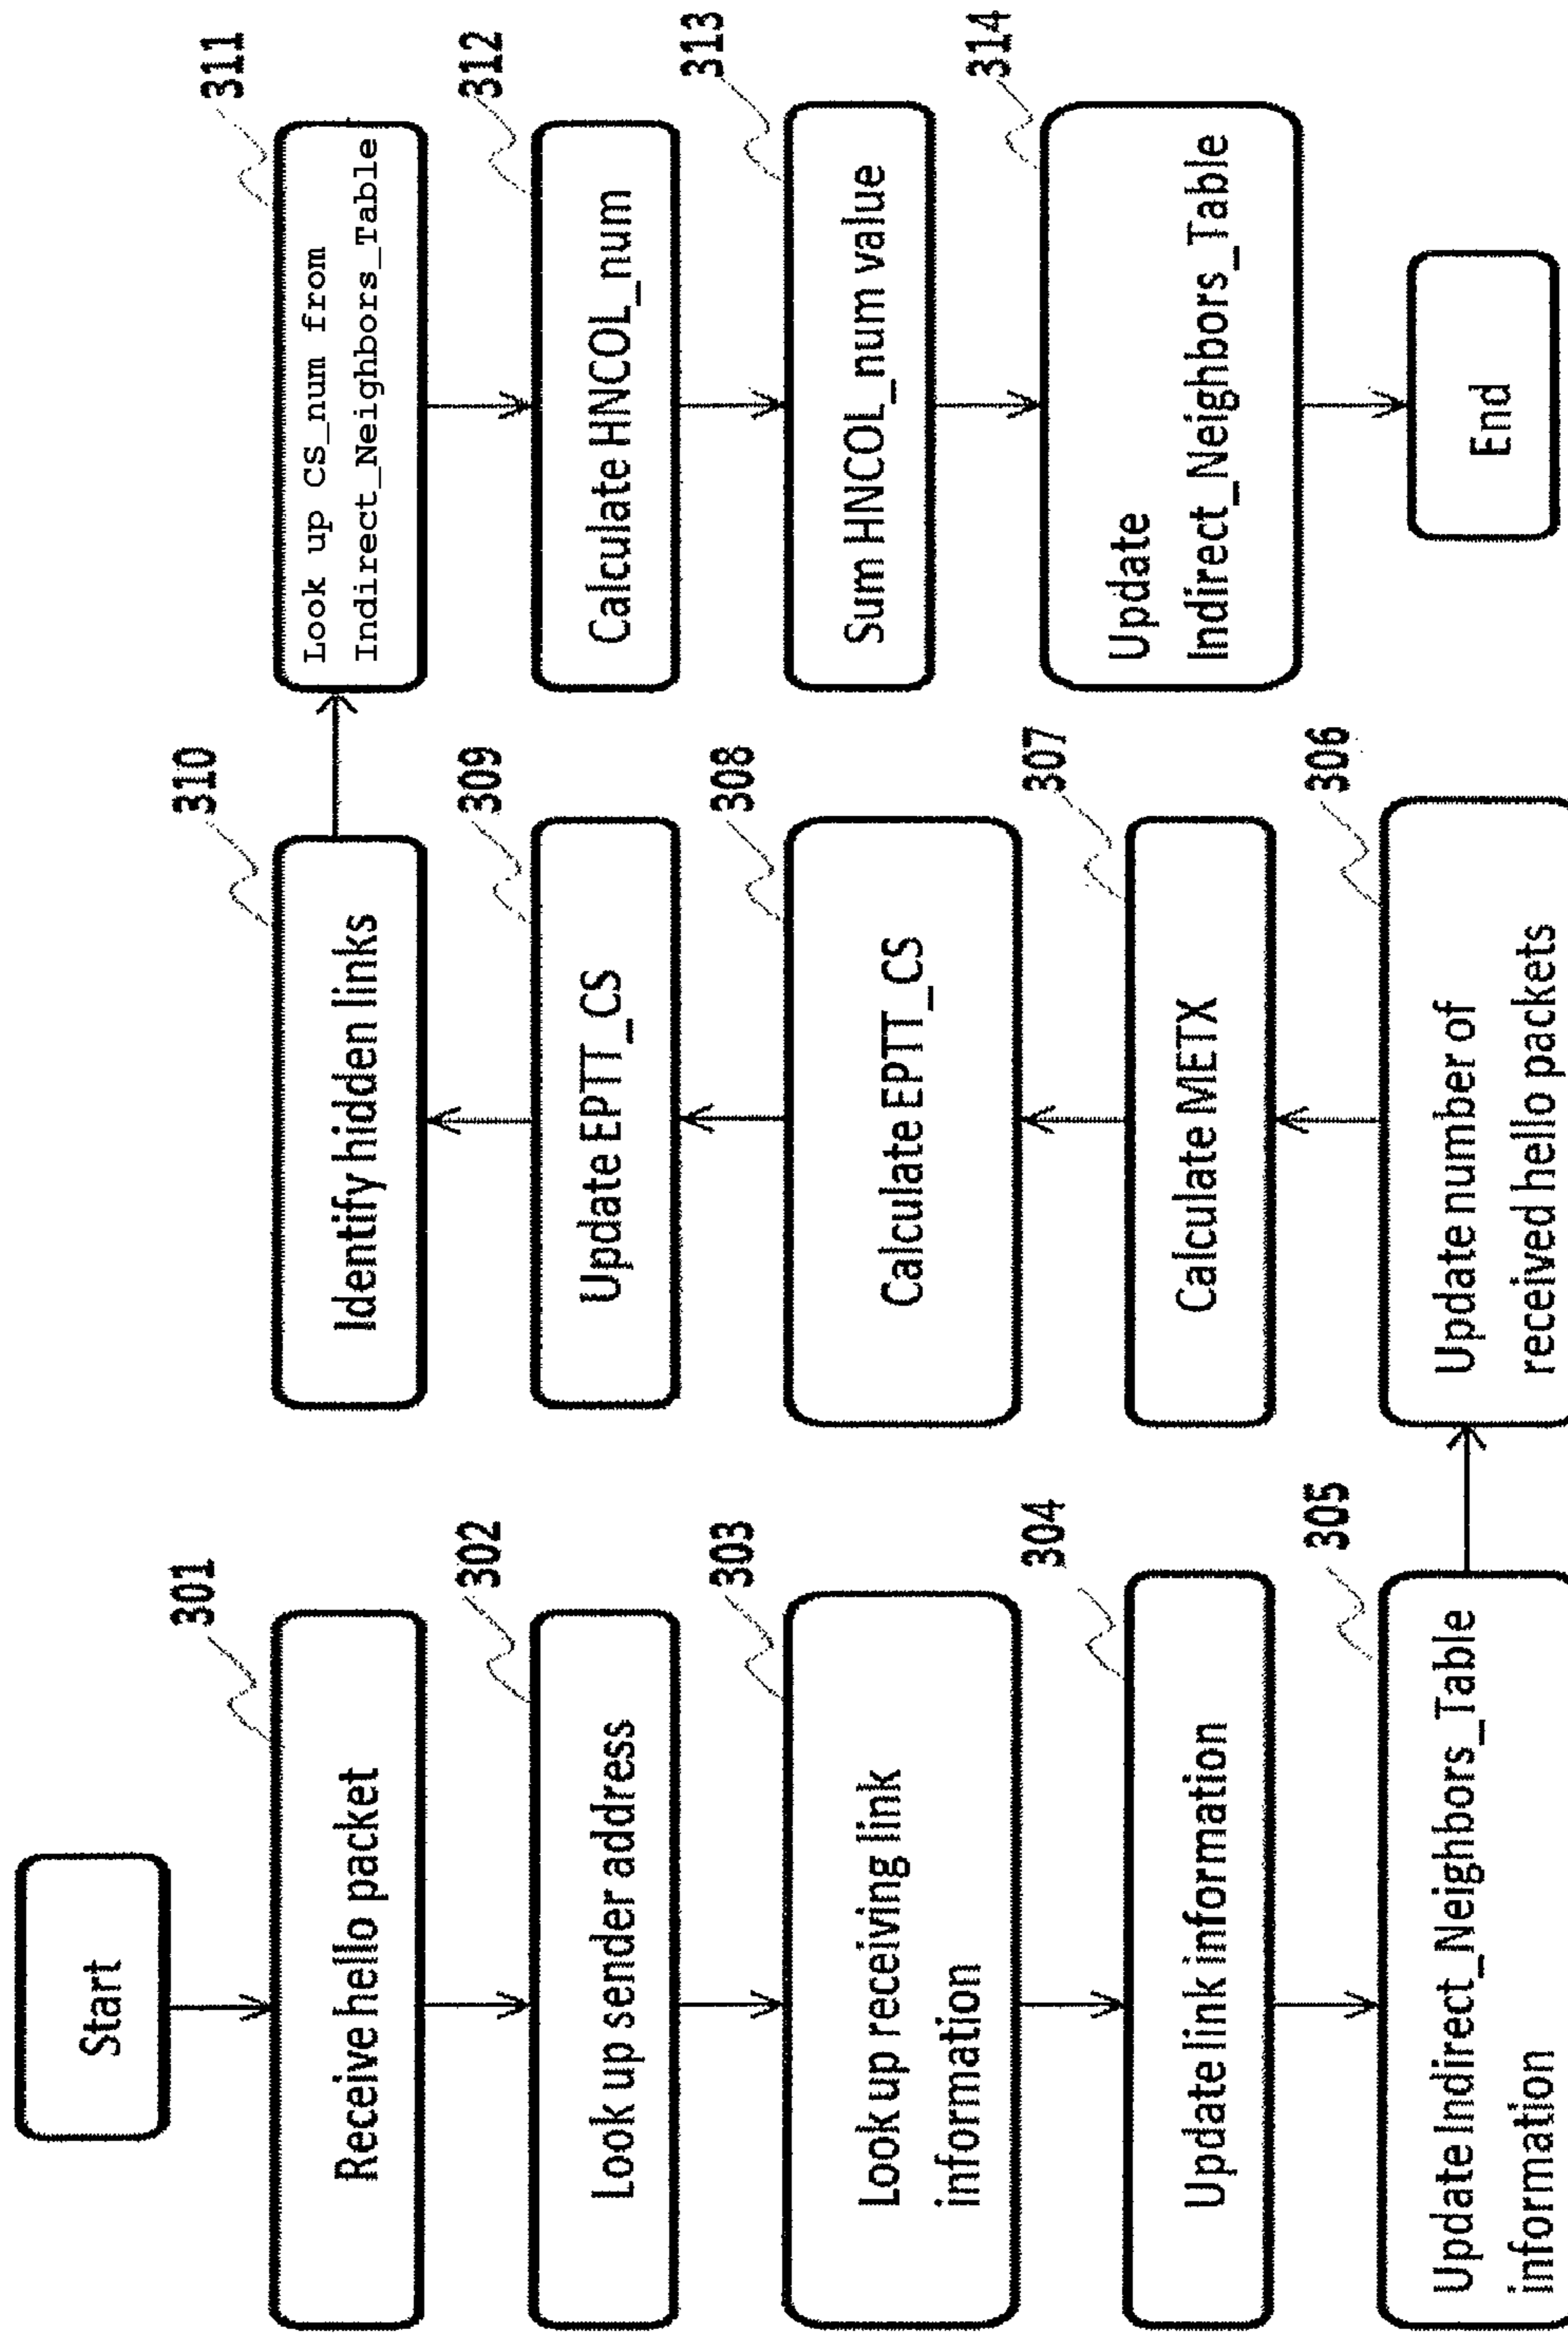 Start
301
Receive hello packet
302
Look up sender address
303
Look up receiving link
information
304
Update link information
305
Update Indirect_Neighbors_Table
information
306
Update number of
received hello packets
307
Calculate METX
308
Calculate EPTT_CS
309
Update EPTT_CS
310
Identify hidden links
311
Look up CS_num from
Indirect_Neighbors_Table
312
Calculate HNCOL_num
313
Sum HNCOL_num value
314
Update
Indirect_Neighbors_Table
End